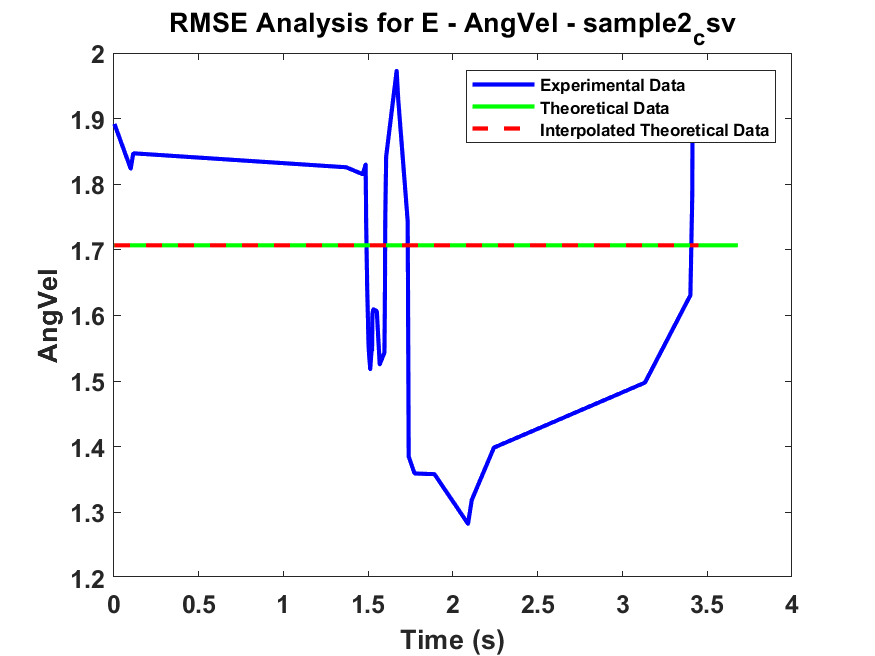 RMSE Analysis for E - AngVel - sample2_csv
Experimental Data
Theoretical Data
Interpolated Theoretical Data
AngVel
2
1.9
1.8
1.7
1.6
1.5
1.4
1.3
1.2
0 0.5 1 1.5 2 2.5 3 3.5 4
Time (s)